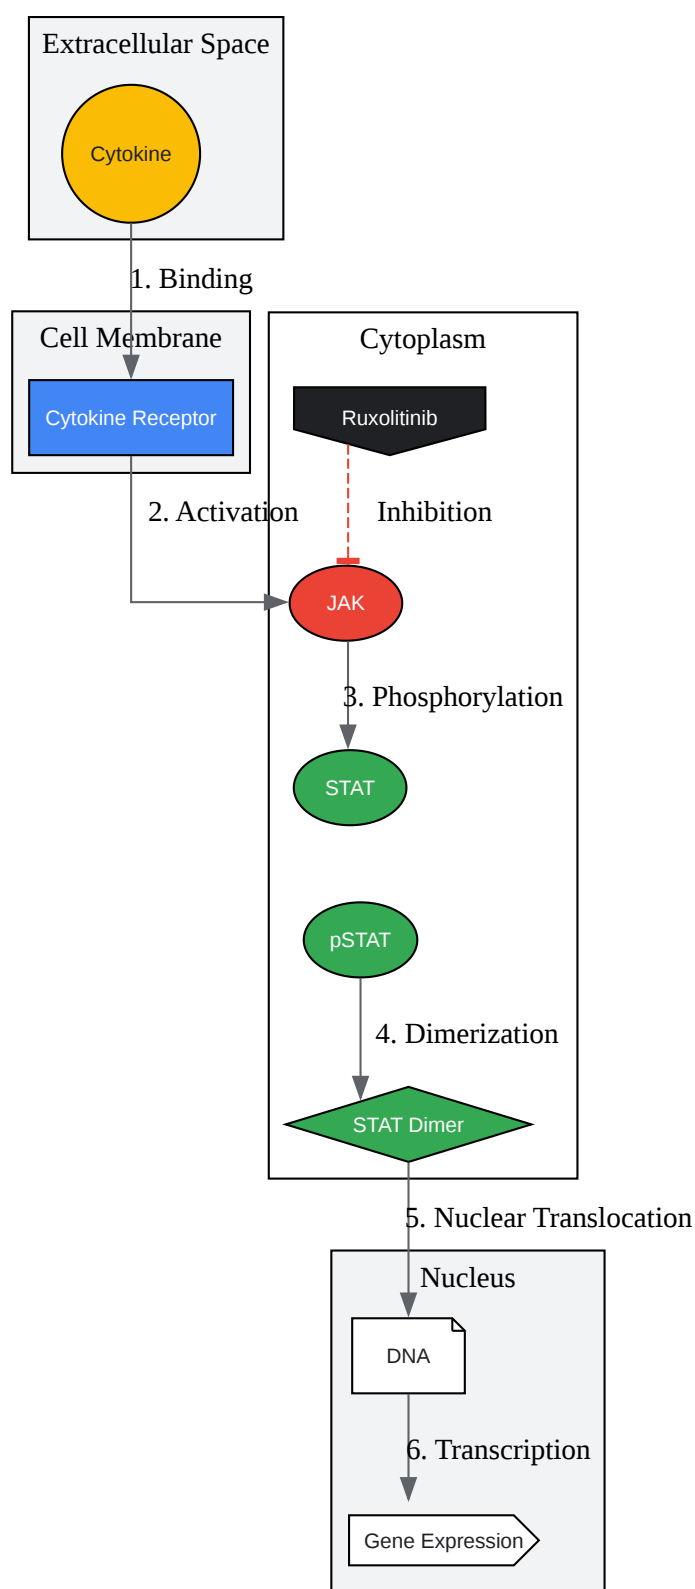 Extracellular Space
Cytokine
1. Binding
Cell Membrane
Cytokine Receptor
Cytoplasm
Ruxolitinib
2. Activation
Inhibition
JAK
3. Phosphorylation
STAT
pSTAT
4. Dimerization
STAT Dimer
5. Nuclear Translocation
Nucleus
DNA
6. Transcription
Gene Expression